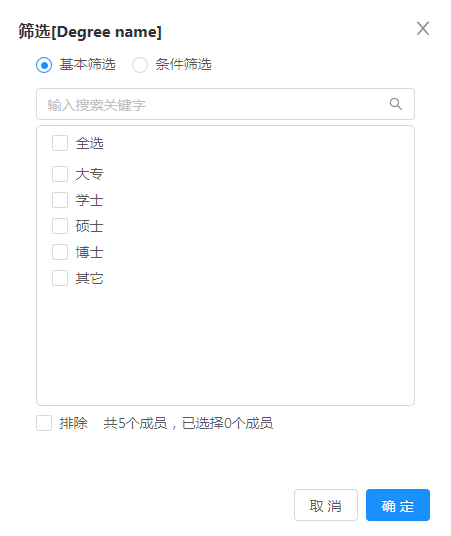 筛选[Degree name]
基本筛选 条件筛选
输入搜索关键字
全选
大专
学士
硕士
博士
其它
排除 共5个成员，已选择0个成员
取 消 确 定